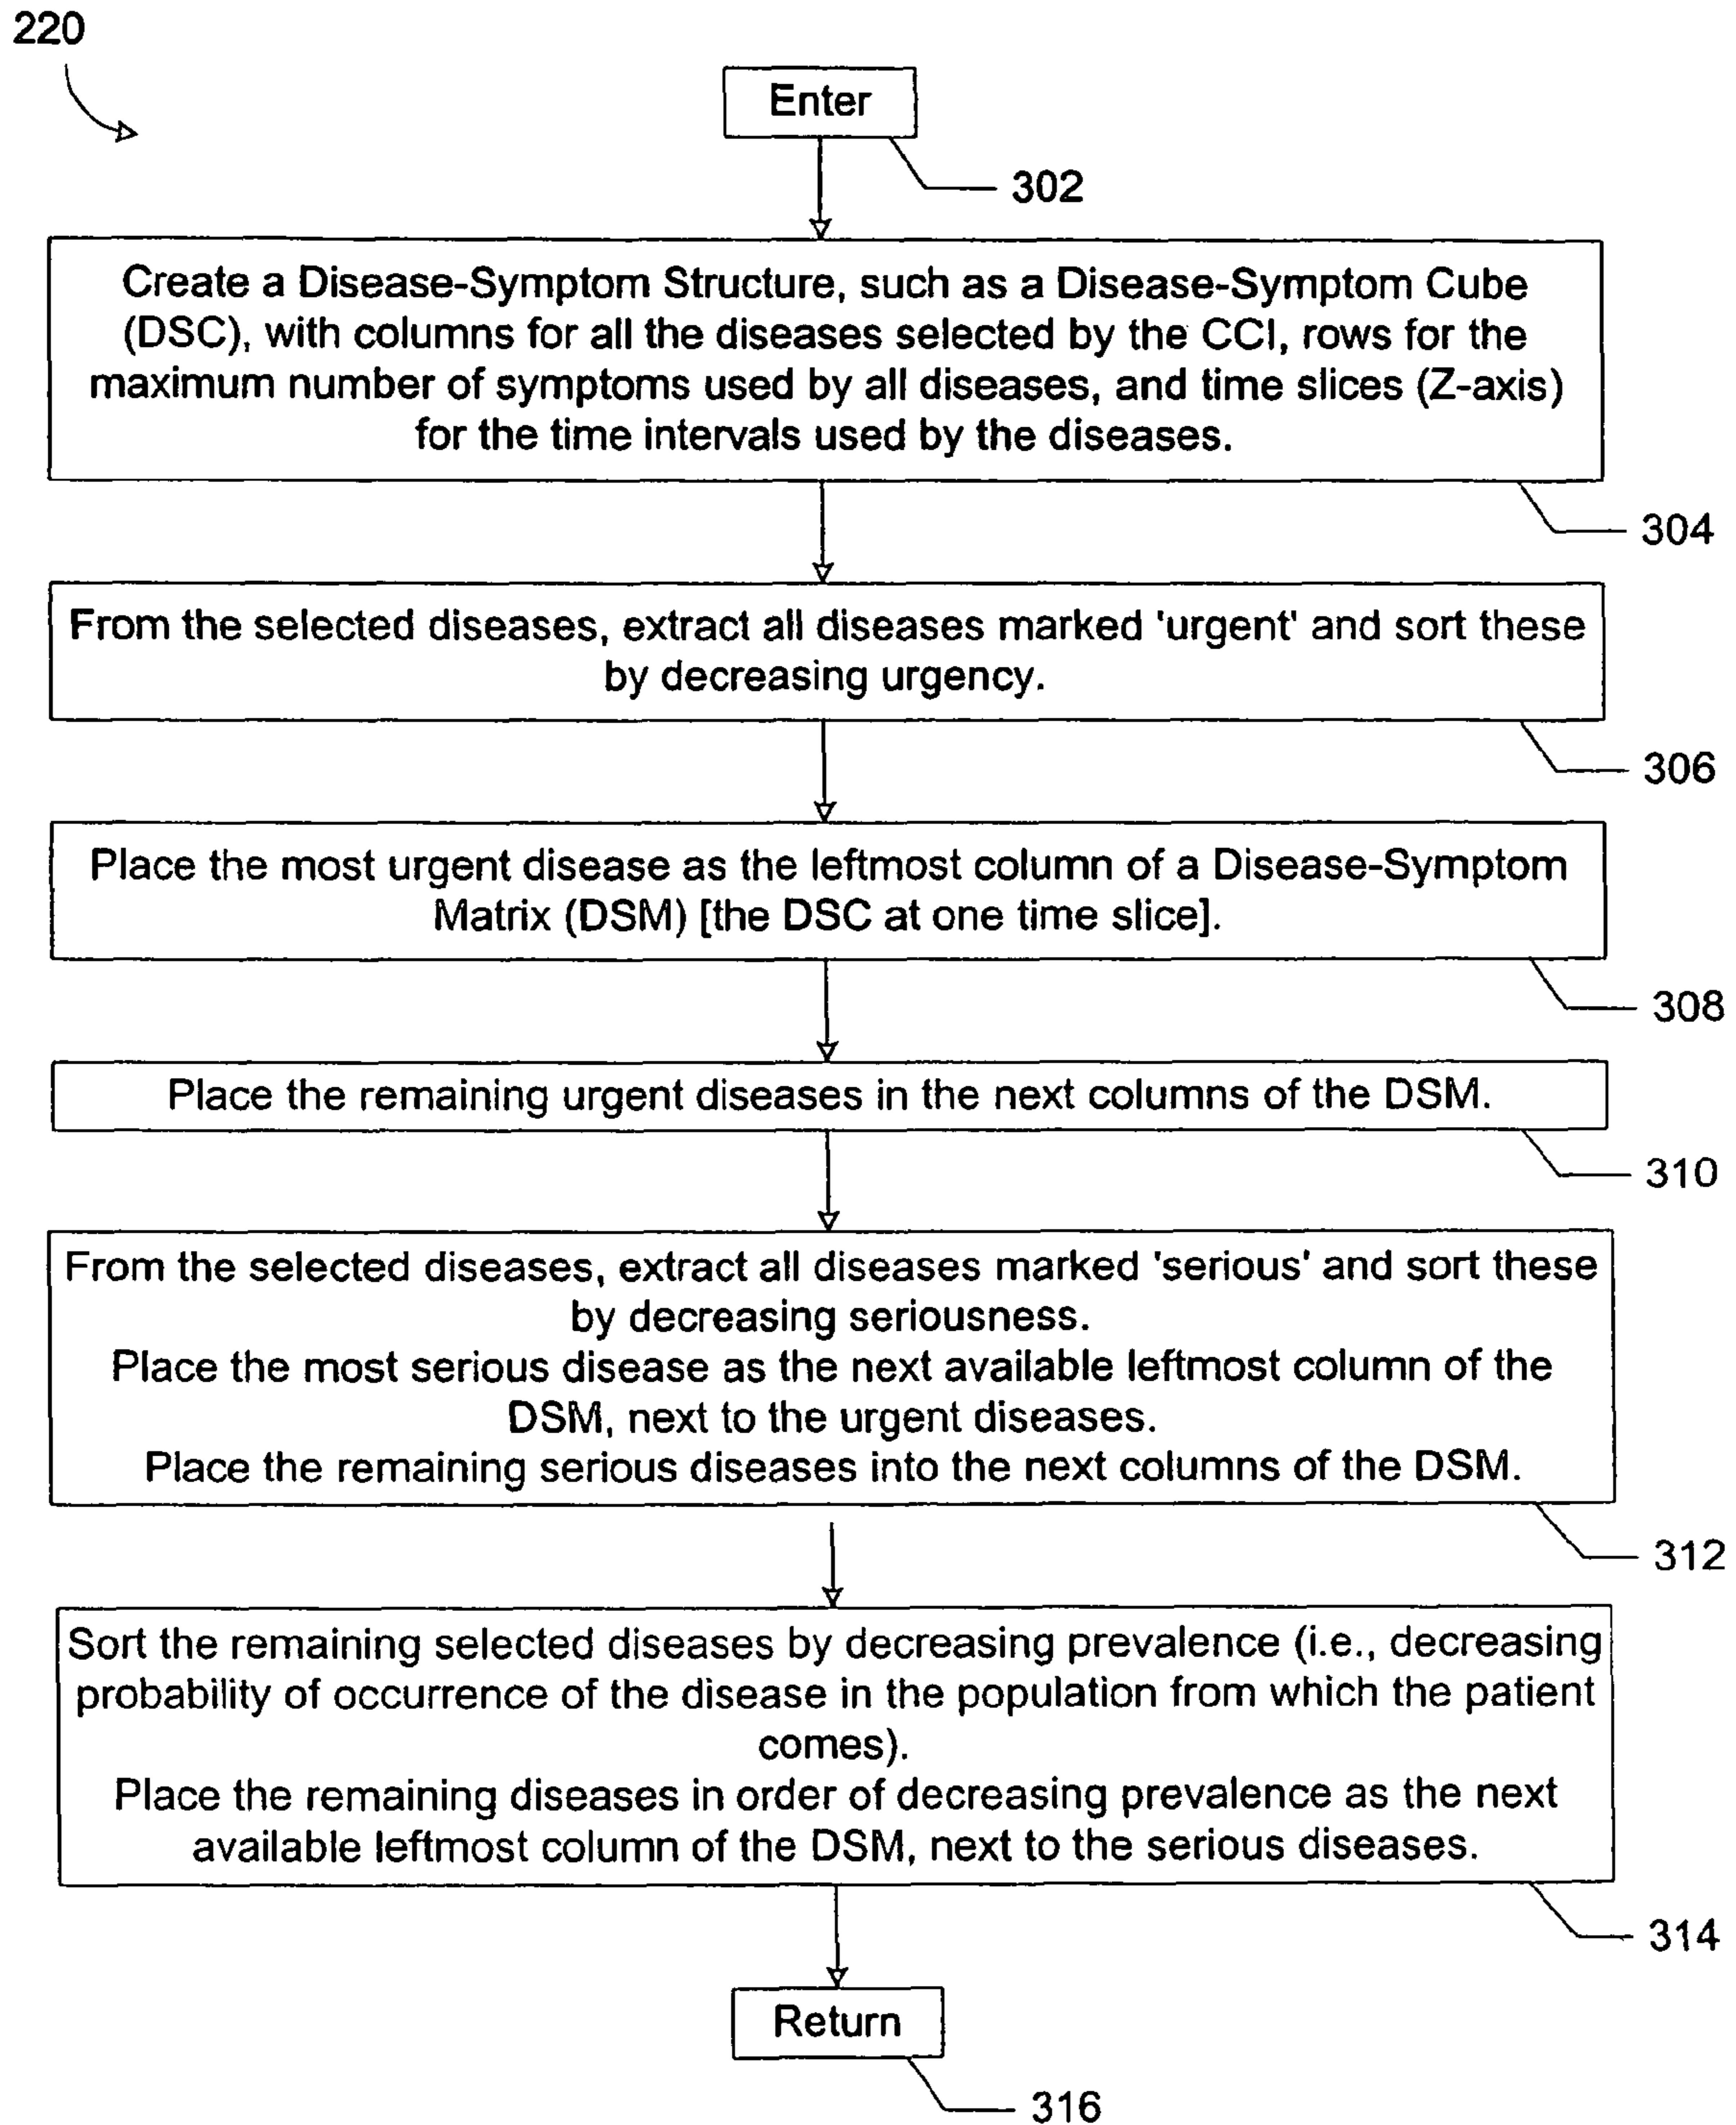 220
Enter
302
Create a Disease-Symptom Structure, such as a Disease-Symptom Cube
(DSC), with columns for all the diseases selected by the CCI, rows for the
maximum number of symptoms used by all diseases, and time slices (Z-axis)
for the time intervals used by the diseases.
304
From the selected diseases, extract all diseases marked 'urgent' and sort these
by decreasing urgency.
306
Place the most urgent disease as the leftmost column of a Disease-Symptom
Matrix (DSM) [the DSC at one time slice].
308
Place the remaining urgent diseases in the next columns of the DSM.
310
From the selected diseases, extract all diseases marked 'serious' and sort these
by decreasing seriousness.
Place the most serious disease as the next available leftmost column of the
DSM, next to the urgent diseases.
Place the remaining serious diseases into the next columns of the DSM.
312
Sort the remaining selected diseases by decreasing prevalence (i.e., decreasing
probability of occurrence of the disease in the population from which the patient
comes).
Place the remaining diseases in order of decreasing prevalence as the next
available leftmost column of the DSM, next to the serious diseases.
314
Return
316